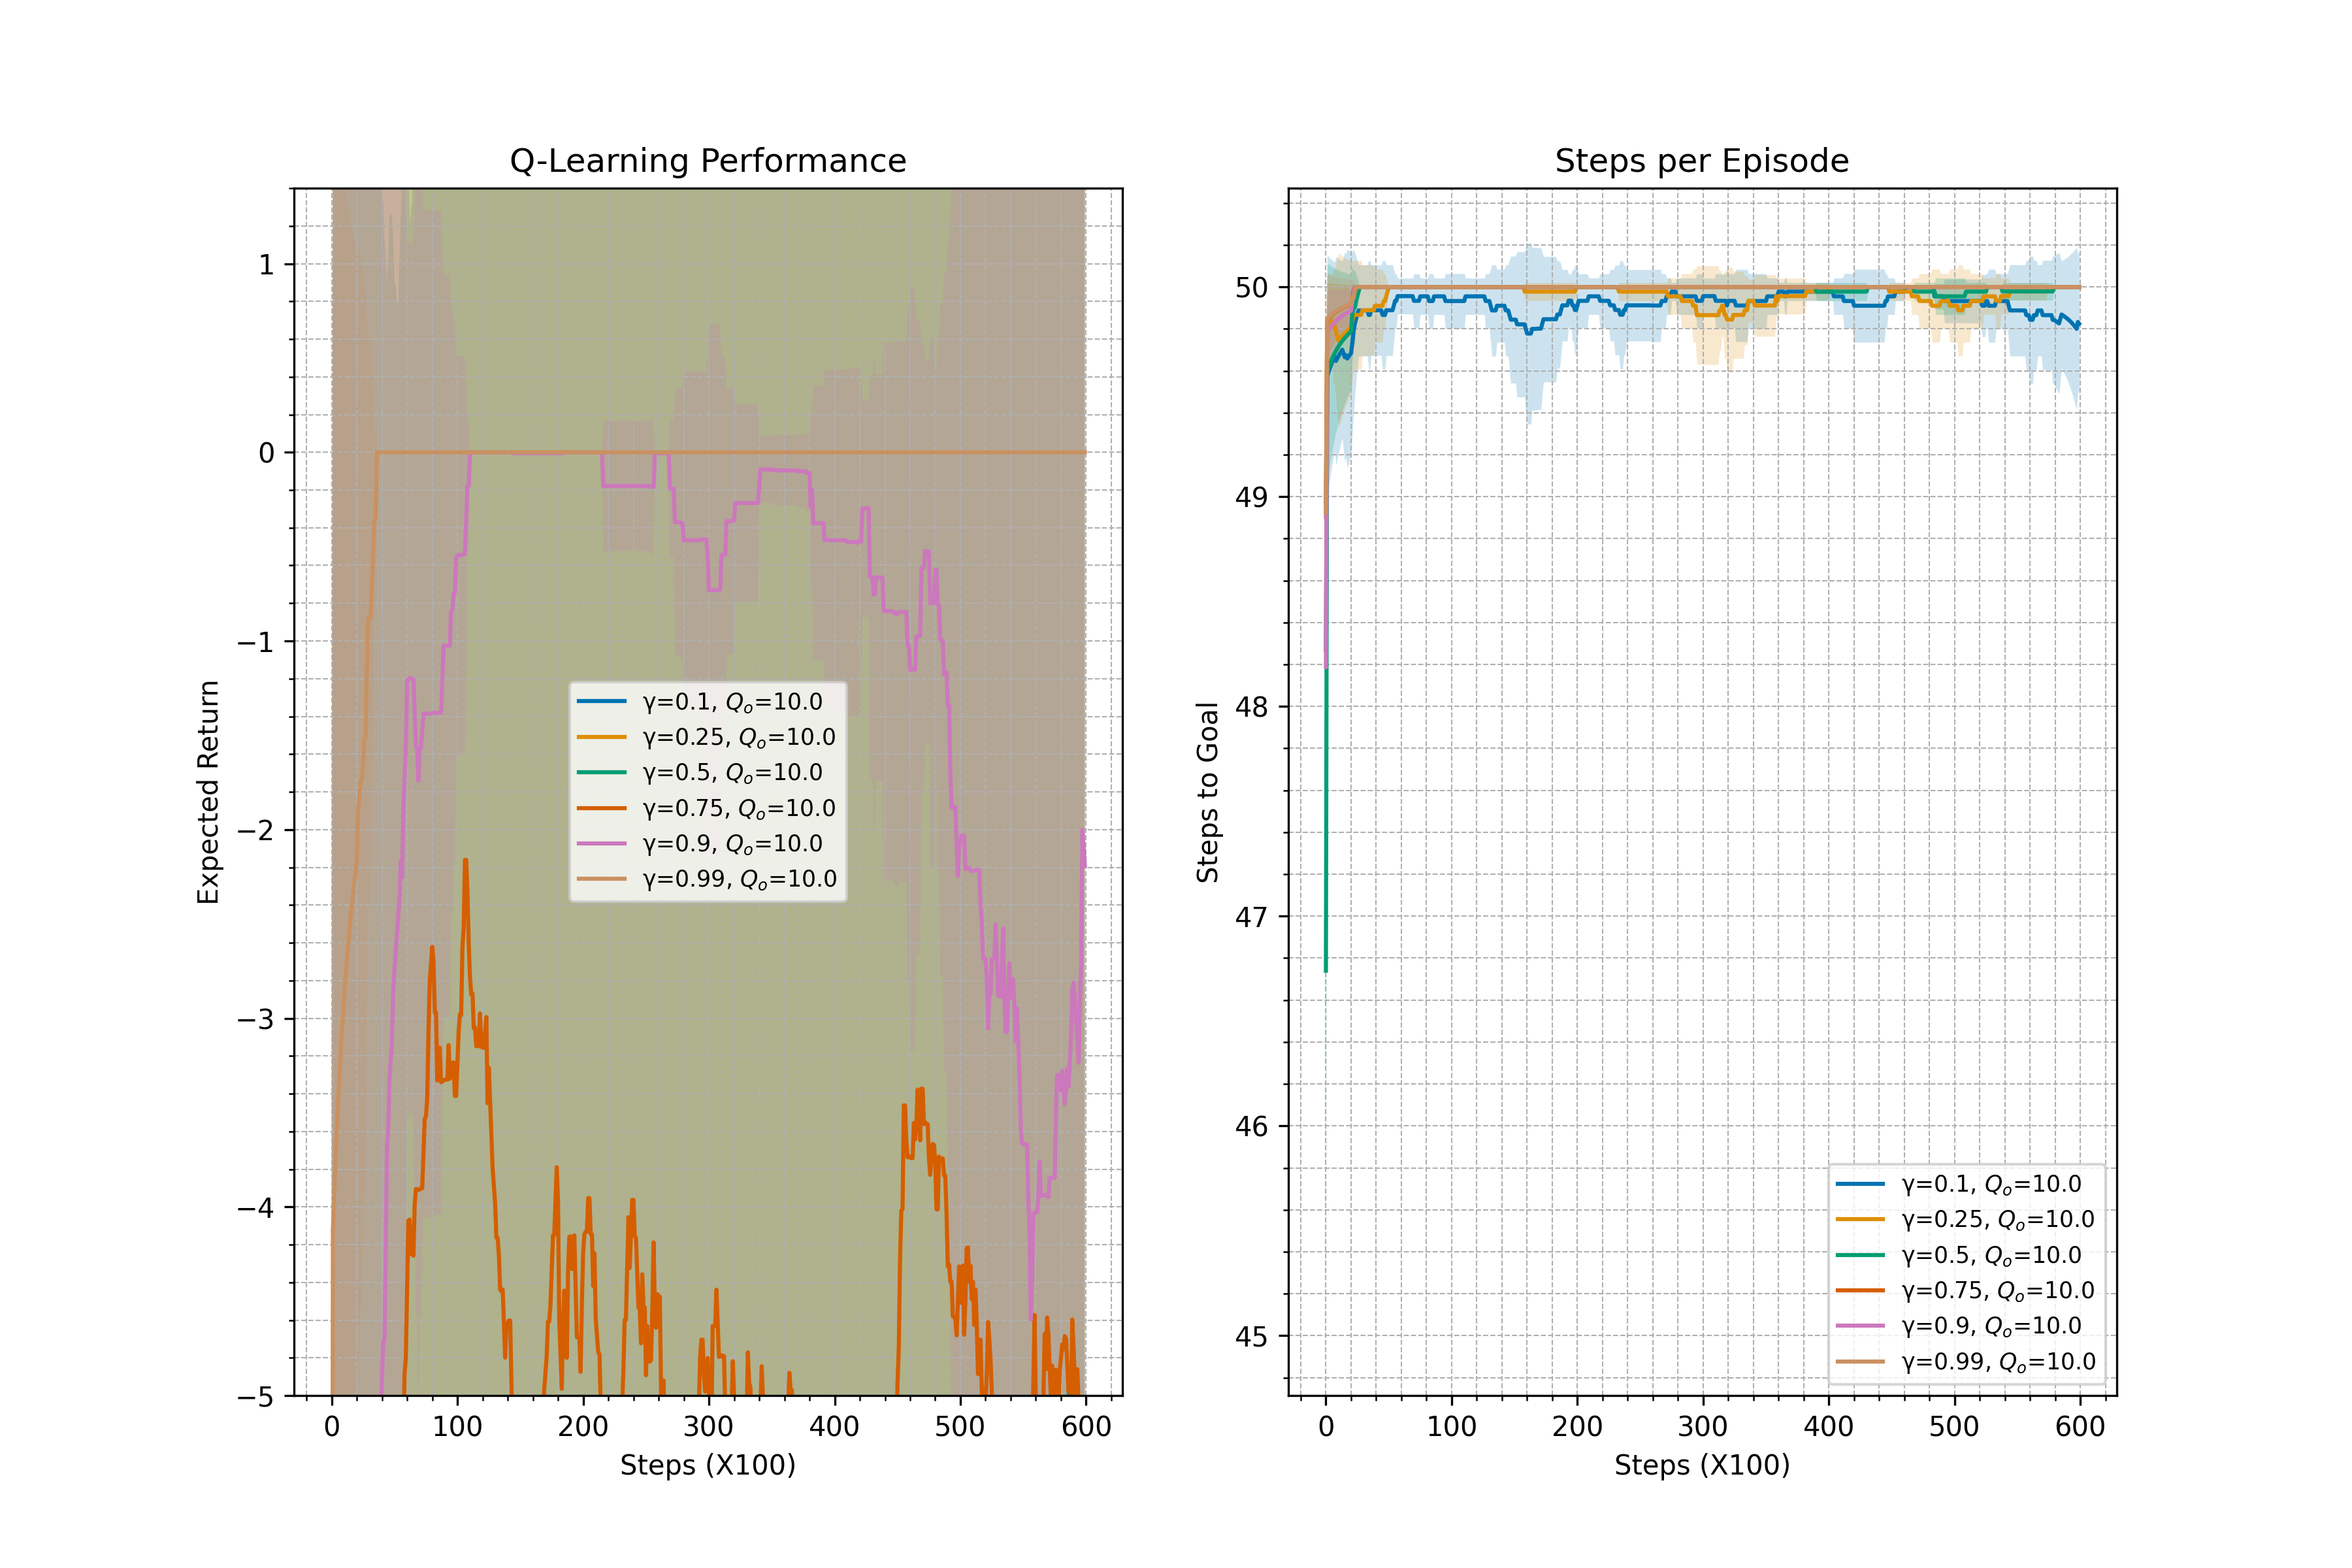 Q-Learning Performance
Expected Return
1
0
−1
−2
−3
−4
−5
γ=0.1, Qₒ=10.0
γ=0.25, Qₒ=10.0
γ=0.5, Qₒ=10.0
γ=0.75, Qₒ=10.0
γ=0.9, Qₒ=10.0
γ=0.99, Qₒ=10.0
0 100 200 300 400 500 600
Steps (X100)
Steps per Episode
Steps to Goal
50
49
48
47
46
45
γ=0.1, Qₒ=10.0
γ=0.25, Qₒ=10.0
γ=0.5, Qₒ=10.0
γ=0.75, Qₒ=10.0
γ=0.9, Qₒ=10.0
γ=0.99, Qₒ=10.0
0 100 200 300 400 500 600
Steps (X100)